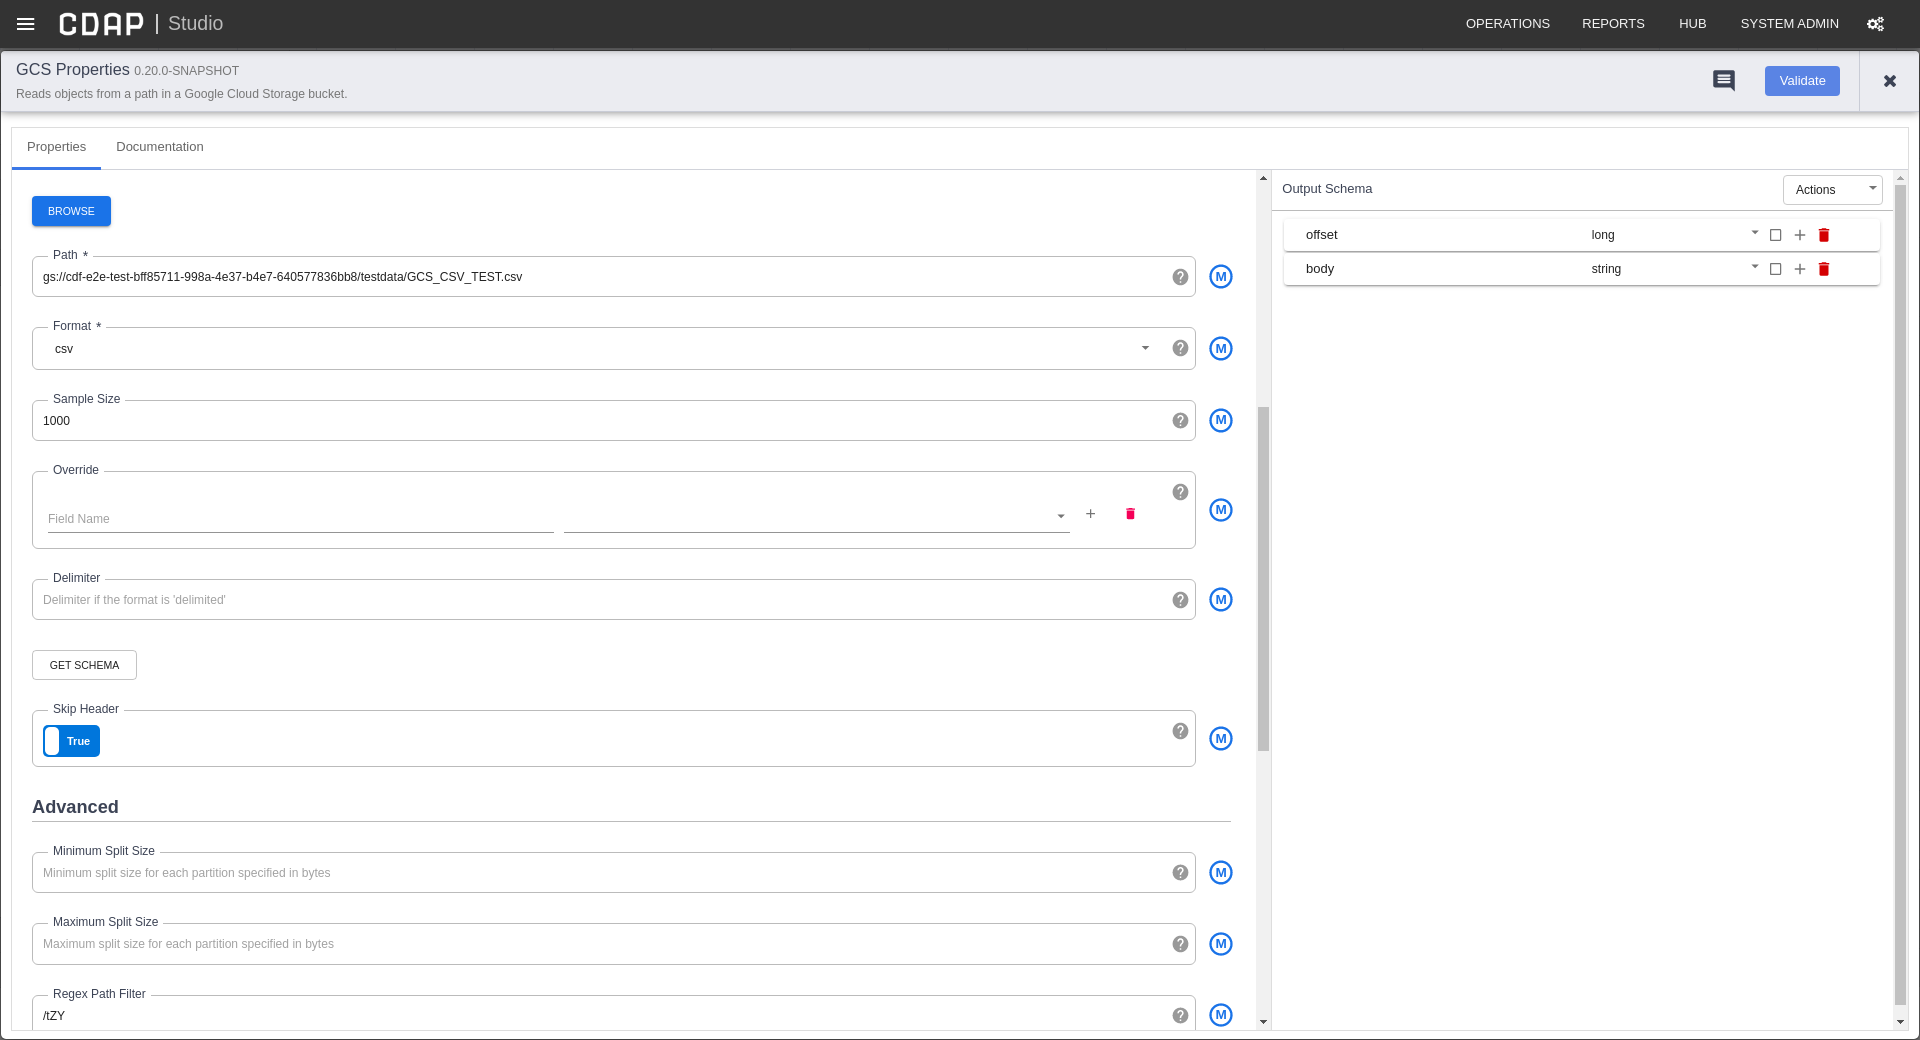 CDAP | Studio
OPERATIONS REPORTS HUB SYSTEM ADMIN
GCS Properties 0.20.0-SNAPSHOT
Reads objects from a path in a Google Cloud Storage bucket.
Validate
Properties Documentation
BROWSE
Path *
gs://cdf-e2e-test-bff85711-998a-4e37-b4e7-640577836bb8/testdata/GCS_CSV_TEST.csv
M
Format *
csv
M
Sample Size
1000
M
Override
Field Name
M
Delimiter
Delimiter if the format is 'delimited'
M
GET SCHEMA
Skip Header
True
M
Advanced
Minimum Split Size
Minimum split size for each partition specified in bytes
M
Maximum Split Size
Maximum split size for each partition specified in bytes
M
Regex Path Filter
/tZY
M
Output Schema
Actions
offset long
body string